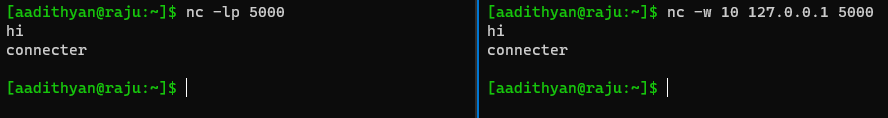 [aadithyan@raju:~]$ nc -lp 5000
hi
connecter
[aadithyan@raju:~]$
[aadithyan@raju:~]$ nc -w 10 127.0.0.1 5000
hi
connecter
[aadithyan@raju:~]$